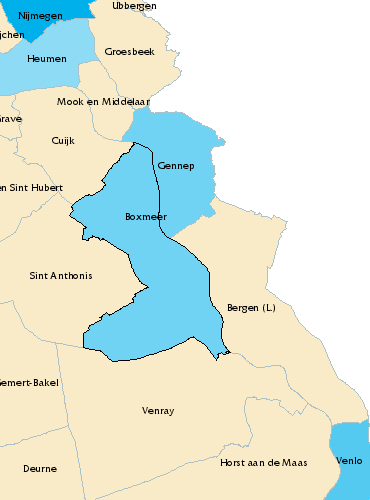 Ubbergen
Nijmegen
ijchen
Groesbeek
Heumen
Mook en Middelaar
Grave
Cuijk
Gennep
en Sint Hubert
Boxmeer
Sint Anthonis
Bergen (L.)
Gemert-Bakel
Venray
Venlo
Horst aan de Maas
Deurne